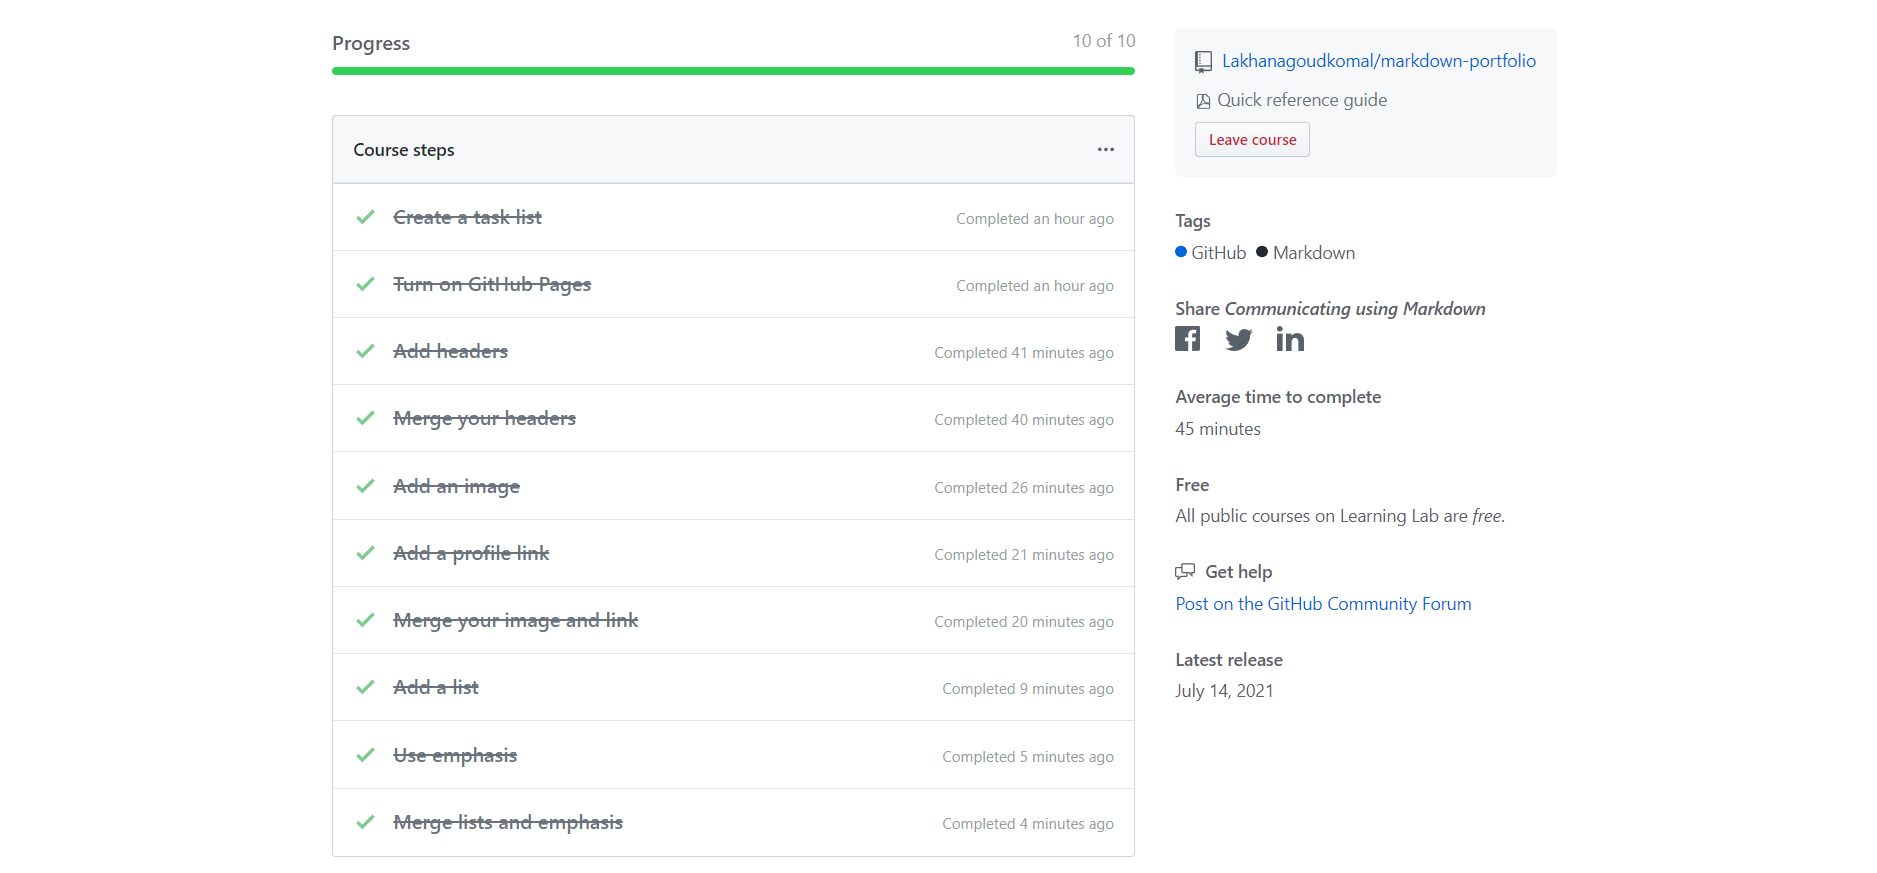 Progress
10 of 10
Course steps
Create a task list
Completed an hour ago
Turn on GitHub Pages
Completed an hour ago
Add headers
Completed 41 minutes ago
Merge your headers
Completed 40 minutes ago
Add an image
Completed 26 minutes ago
Add a profile link
Completed 21 minutes ago
Merge your image and link
Completed 20 minutes ago
Add a list
Completed 9 minutes ago
Use emphasis
Completed 5 minutes ago
Merge lists and emphasis
Completed 4 minutes ago
Lakhanagoudkomal/markdown-portfolio
Quick reference guide
Leave course
Tags
GitHub Markdown
Share Communicating using Markdown
Average time to complete
45 minutes
Free
All public courses on Learning Lab are free.
Get help
Post on the GitHub Community Forum
Latest release
July 14, 2021